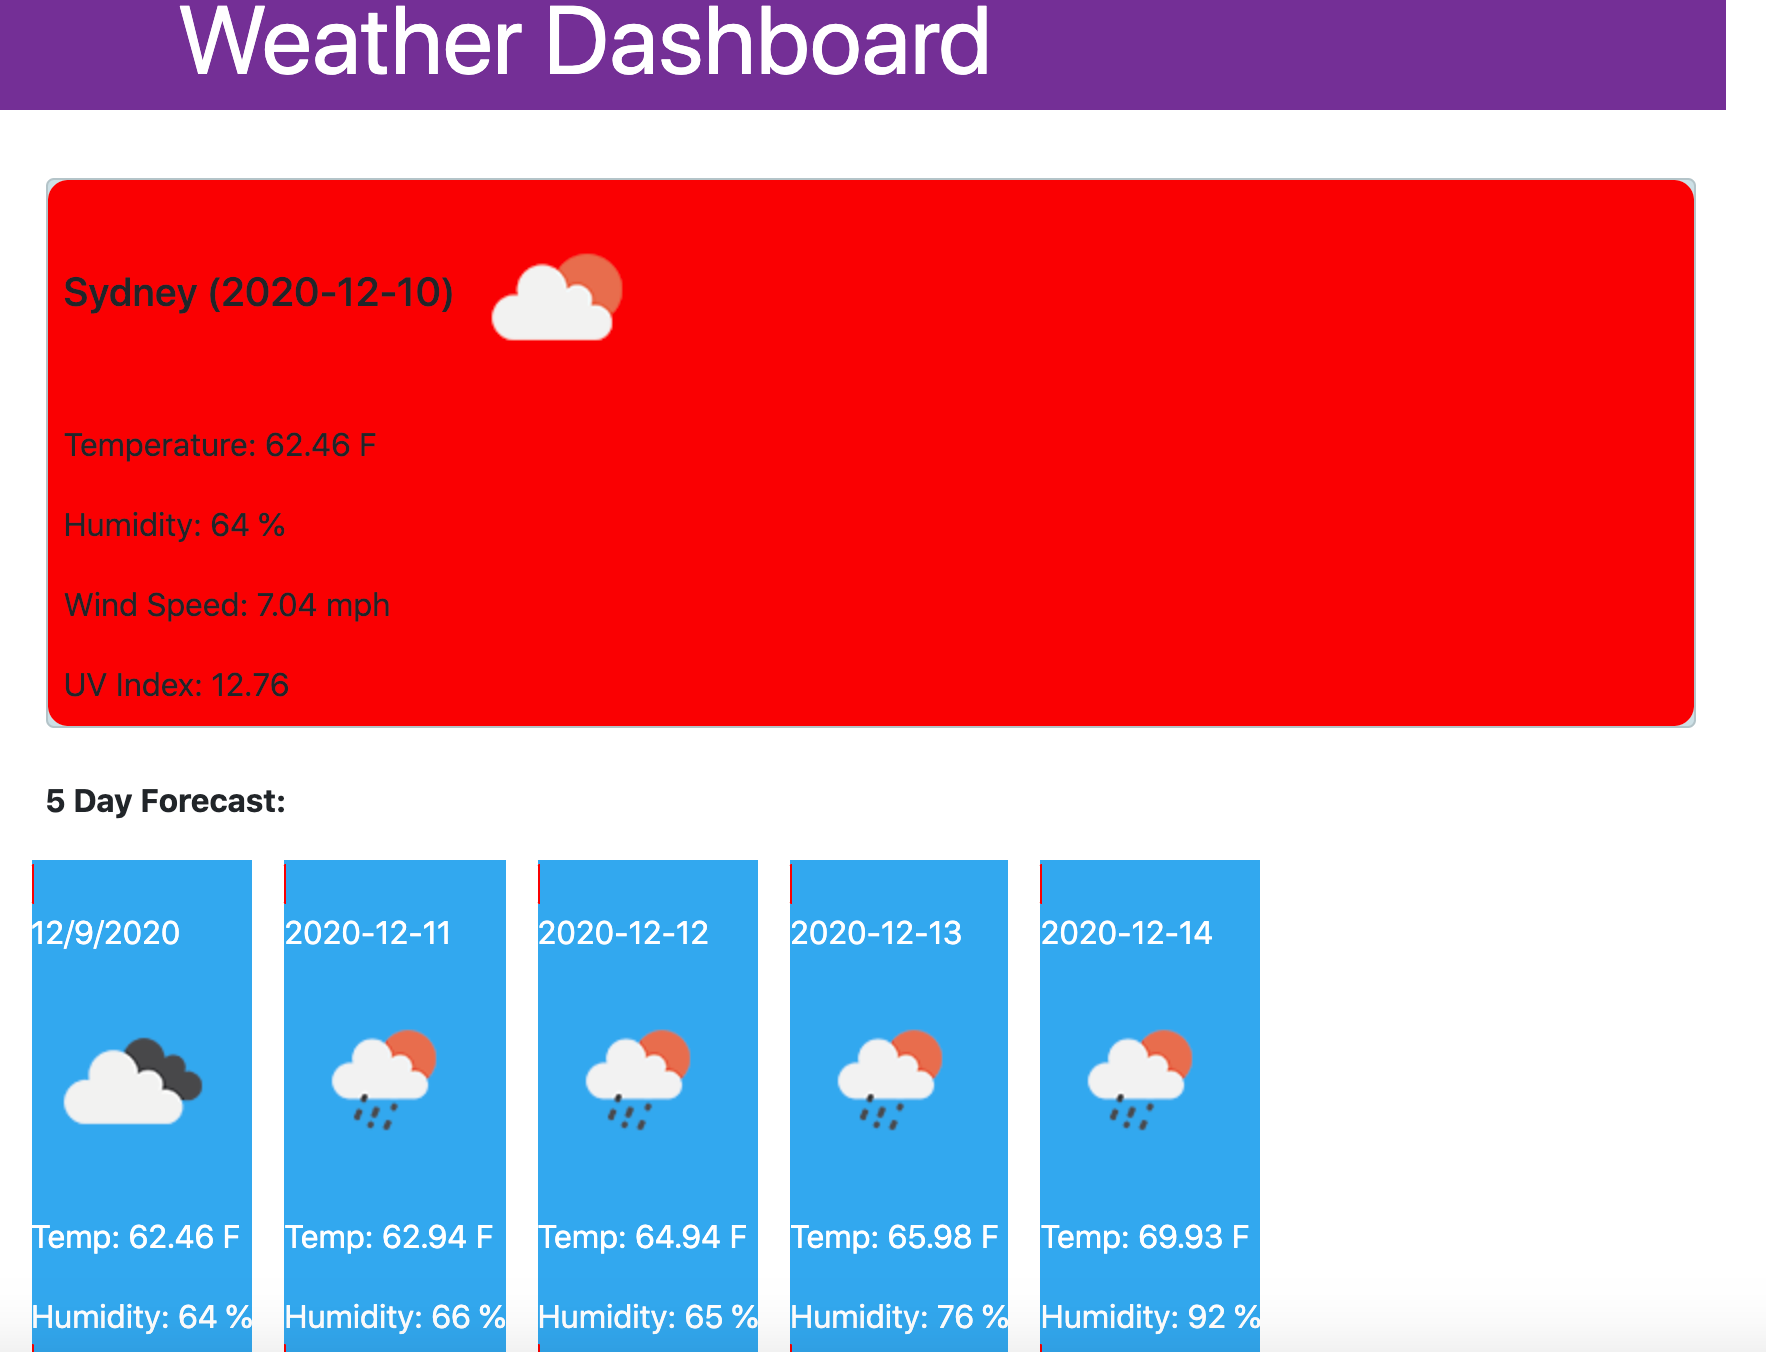 Weather Dashboard
Sydney (2020-12-10)
Temperature: 62.46 F
Humidity: 64 %
Wind Speed: 7.04 mph
UV Index: 12.76
5 Day Forecast:
12/9/2020 2020-12-11 2020-12-12 2020-12-13 2020-12-14
Temp: 62.46 F Temp: 62.94 F Temp: 64.94 F Temp: 65.98 F Temp: 69.93 F
Humidity: 64 % Humidity: 66 % Humidity: 65 % Humidity: 76 % Humidity: 92 %